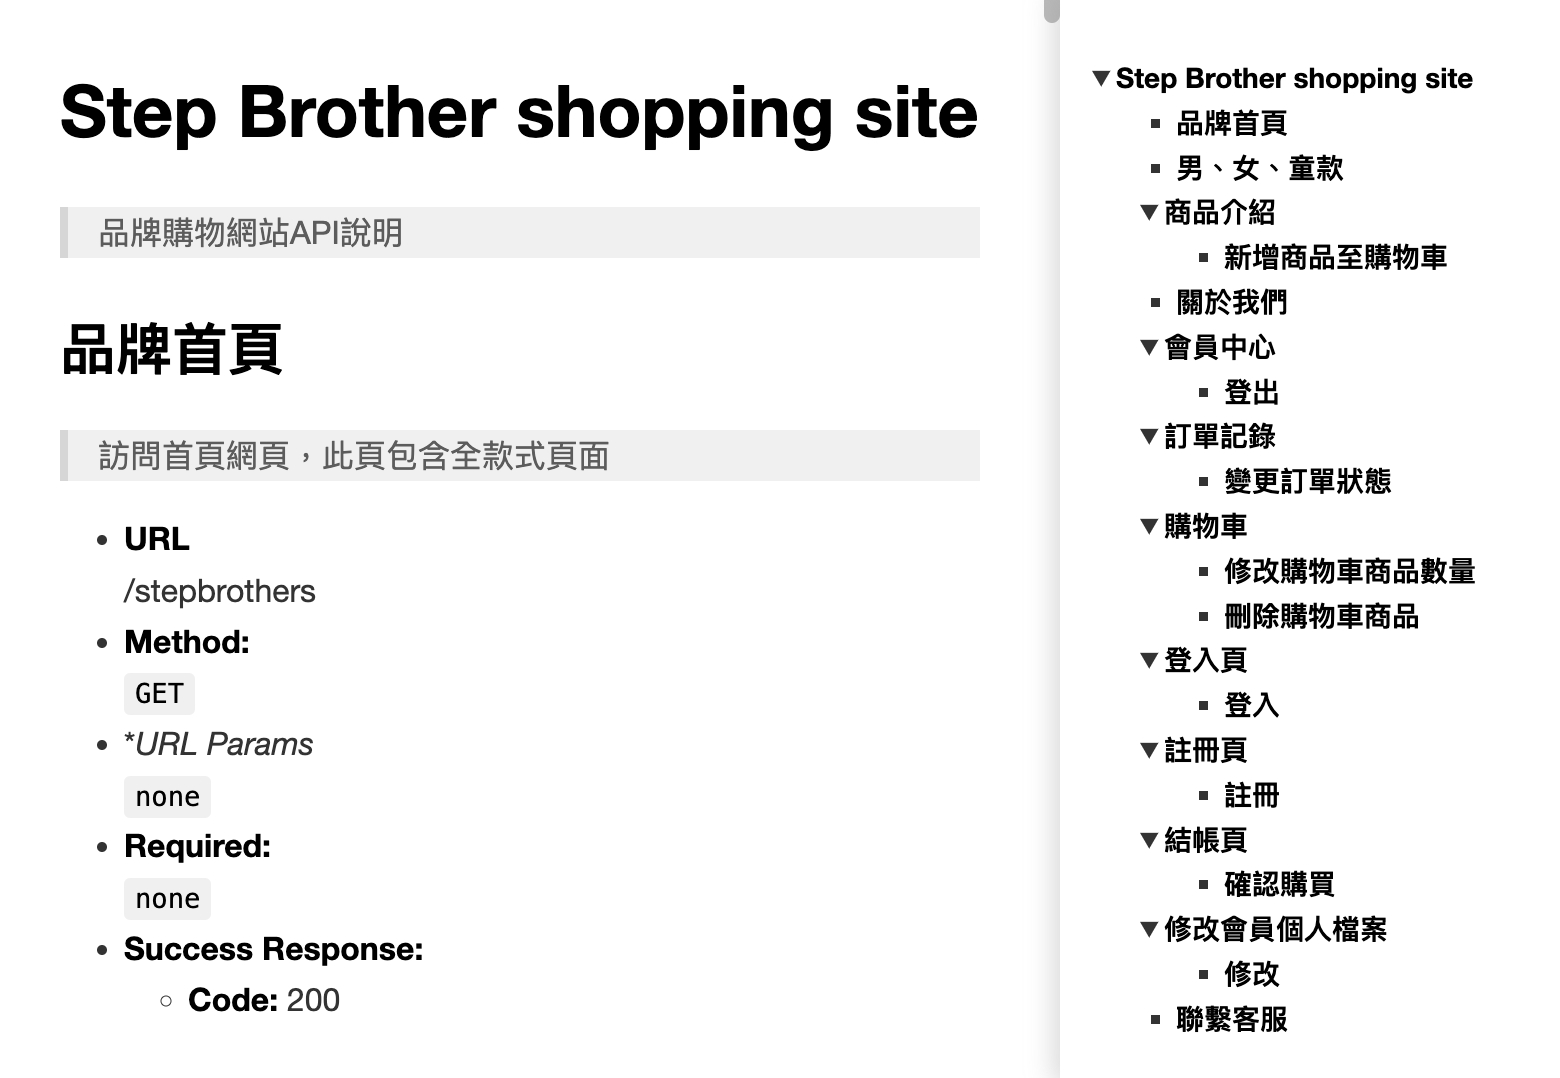 Step Brother shopping site
品牌購物網站API說明
品牌首頁
訪問首頁網頁，此頁包含全款式頁面
URL
/stepbrothers
Method:
GET
*URL Params
none
Required:
none
Success Response:
Code: 200
Step Brother shopping site
品牌首頁
男、女、童款
商品介紹
新增商品至購物車
關於我們
會員中心
登出
訂單記錄
變更訂單狀態
購物車
修改購物車商品數量
刪除購物車商品
登入頁
登入
註冊頁
註冊
結帳頁
確認購買
修改會員個人檔案
修改
聯繫客服